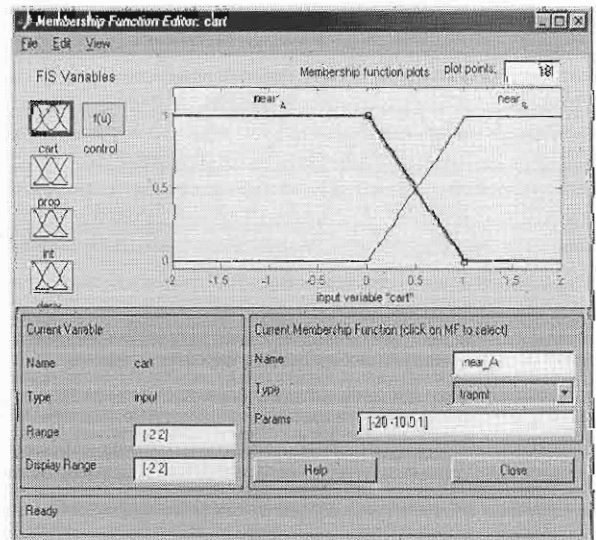 Membership Function Editor: cart
File Edit View
FIS Variables
Membership function plots plot points: 181
f(u)
cart control
prop
int
deriv
near_A
near_B
1
0.5
0
-2 -1.5 -1 -0.5 0 0.5 1 1.5 2
input variable "cart"
Current Variable
Name cart
Type input
Range [-2 2]
Display Range [-2 2]
Current Membership Function (click on MF to select)
Name near_A
Type trapmf
Params [-20 -10 0 1]
Help Close
Ready